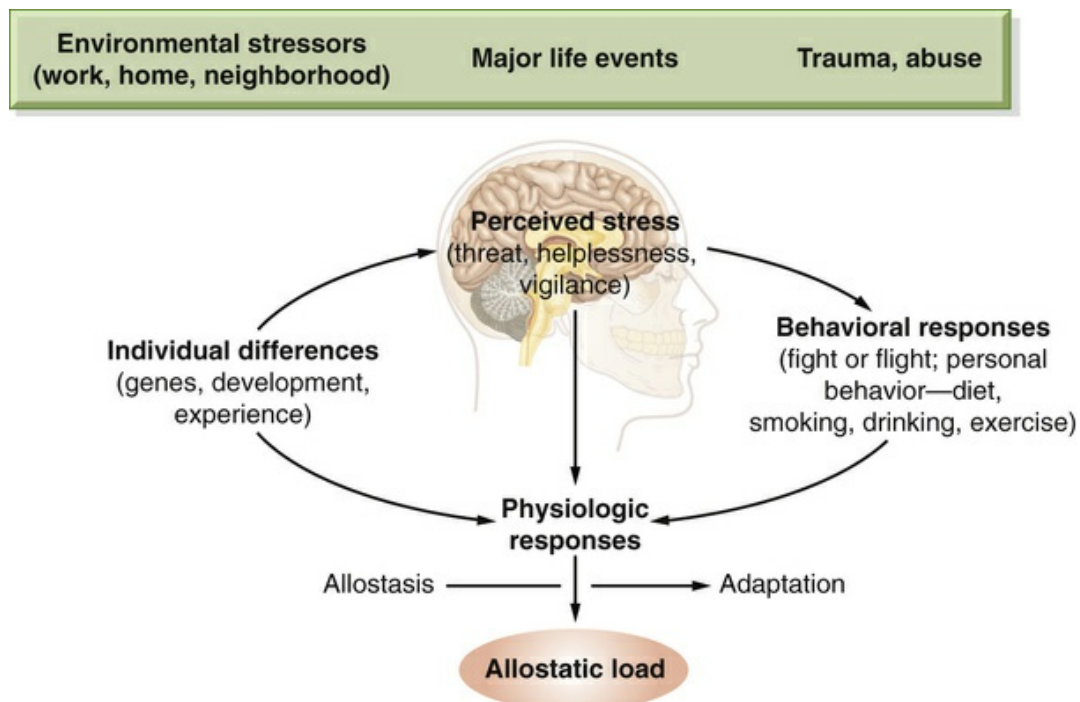 Environmental stressors
(work, home, neighborhood)
Major life events
Trauma, abuse
Perceived stress
(threat, helplessness,
vigilance)
Individual differences
(genes, development,
experience)
Behavioral responses
(fight or flight; personal
behavior—diet,
smoking, drinking, exercise)
Physiologic
responses
Allostasis
Adaptation
Allostatic load